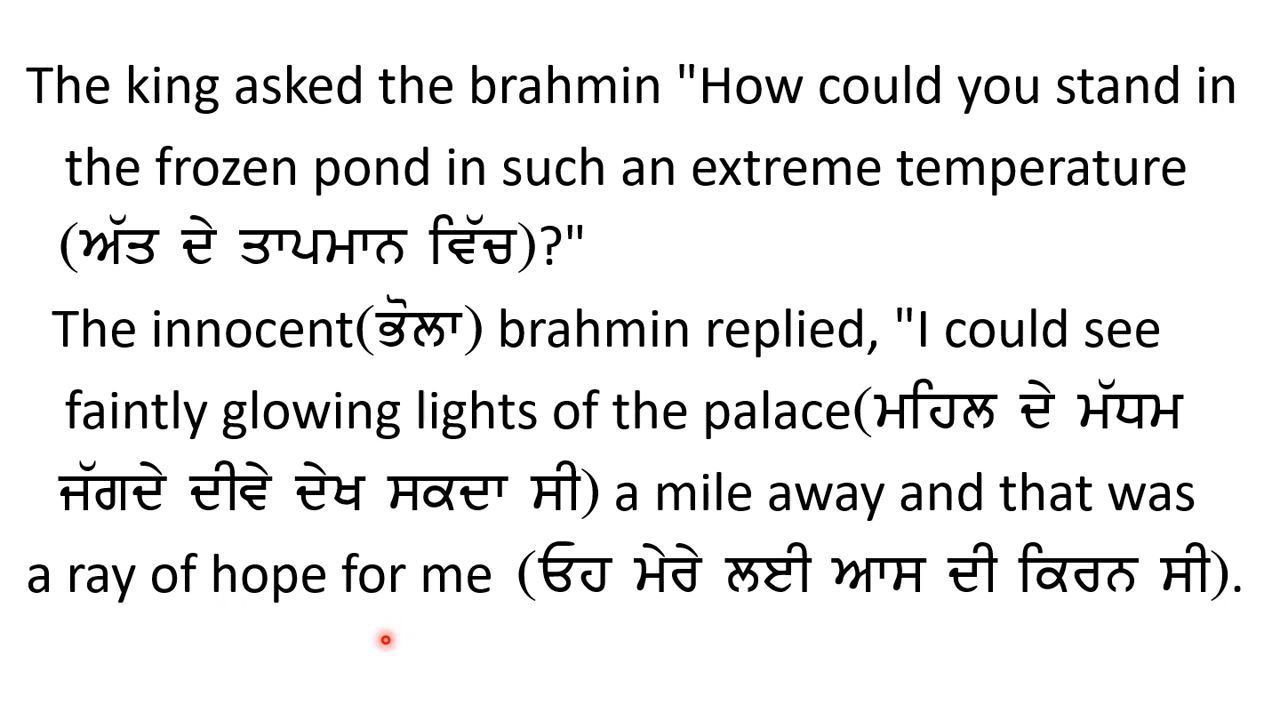 The king asked the brahmin "How could you stand in
the frozen pond in such an extreme temperature
(ਅੱਤ ਦੇ ਤਾਪਮਾਨ ਵਿੱਚ)?"
The innocent(ਭੋਲਾ) brahmin replied, "I could see
faintly glowing lights of the palace(ਮਹਿਲ ਦੇ ਮੱਧਮ
ਜੱਗਦੇ ਦੀਵੇ ਦੇਖ ਸਕਦਾ ਸੀ) a mile away and that was
a ray of hope for me (ਓਹ ਮੇਰੇ ਲਈ ਆਸ ਦੀ ਕਿਰਨ ਸੀ).